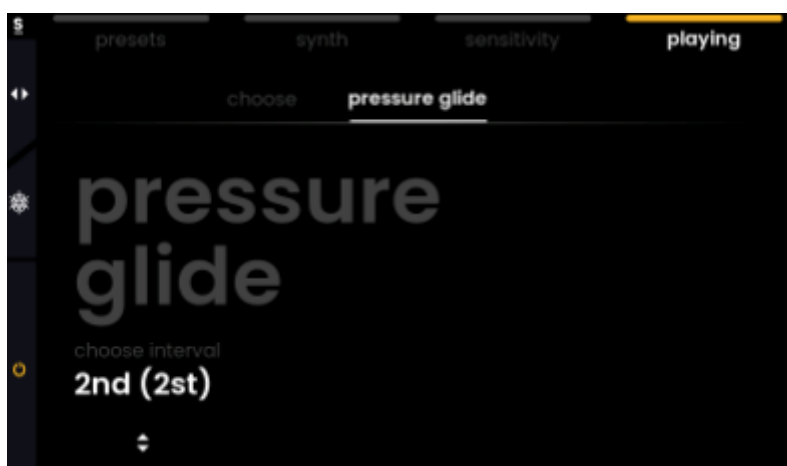 S
presets synth sensitivity playing
choose pressure glide
pressure
glide
choose interval
2nd (2st)